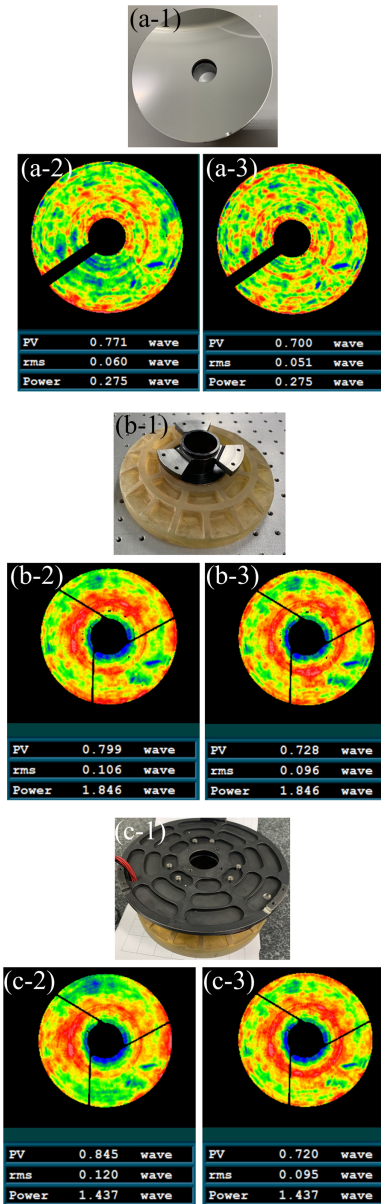 (a-1)
(a-2) (a-3)
PV 0.771 wave PV 0.700 wave
rms 0.060 wave rms 0.051 wave
Power 0.275 wave Power 0.275 wave
(b-1)
(b-2) (b-3)
PV 0.799 wave PV 0.728 wave
rms 0.106 wave rms 0.096 wave
Power 1.846 wave Power 1.846 wave
(c-1)
(c-2) (c-3)
PV 0.845 wave PV 0.720 wave
rms 0.120 wave rms 0.095 wave
Power 1.437 wave Power 1.437 wave